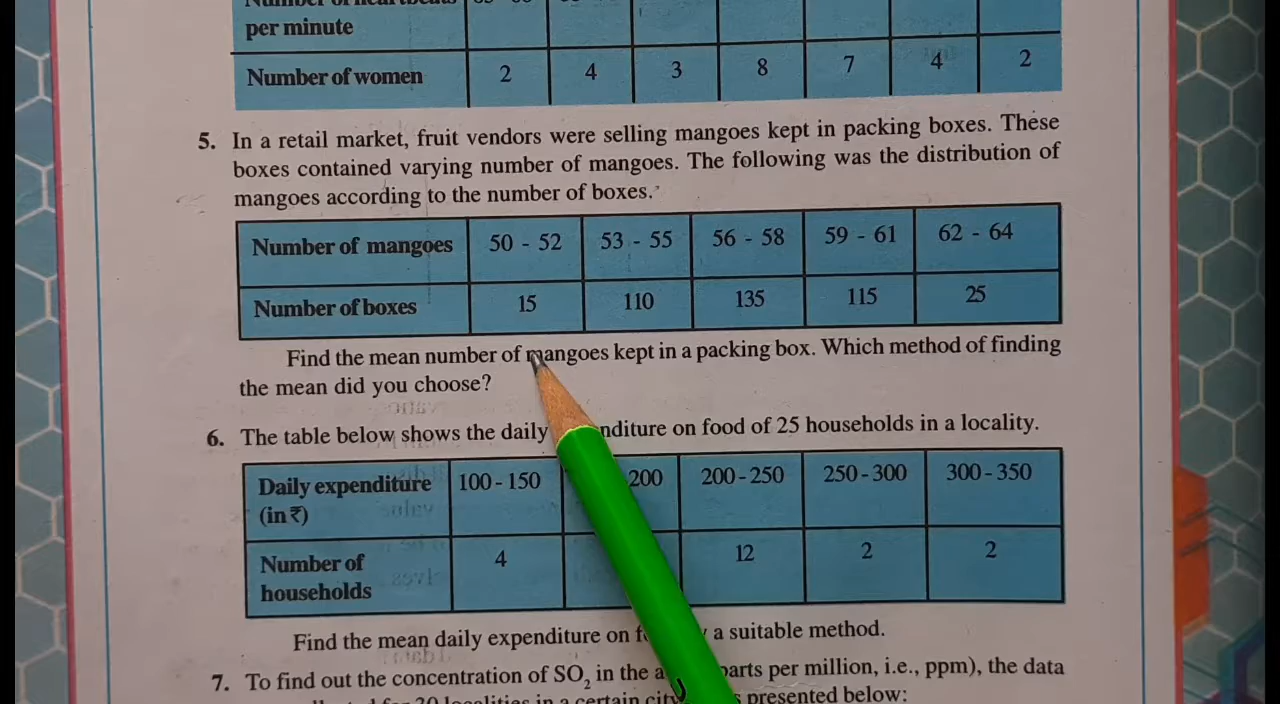 per minute
Number of women 2 4 3 8 7 4 2
5. In a retail market, fruit vendors were selling mangoes kept in packing boxes. These
boxes contained varying number of mangoes. The following was the distribution of
mangoes according to the number of boxes.
Number of mangoes 50 - 52 53 - 55 56 - 58 59 - 61 62 - 64
Number of boxes 15 110 135 115 25
Find the mean number of mangoes kept in a packing box. Which method of finding
the mean did you choose?
6. The table below shows the daily nditure on food of 25 households in a locality.
Daily expenditure 100 - 150 200 200 - 250 250 - 300 300 - 350
(in ₹)
Number of 4 12 2 2
households
Find the mean daily expenditure on a suitable method.
7. To find out the concentration of SO₂ in the parts per million, i.e., ppm), the data
localities in a certain city presented below: